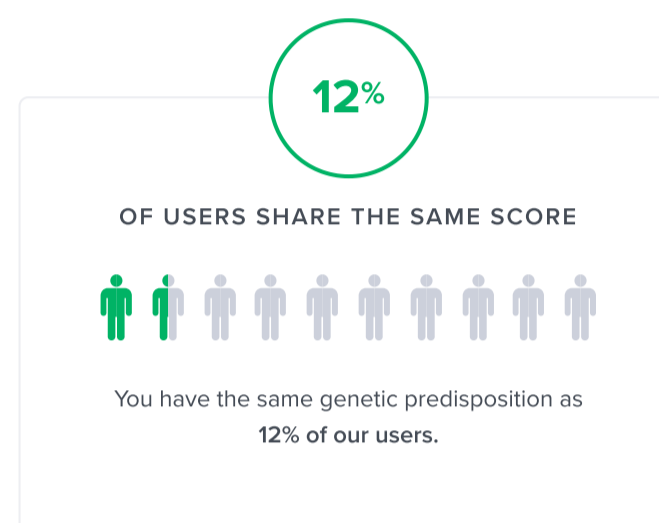 12%
OF USERS SHARE THE SAME SCORE
You have the same genetic predisposition as
12% of our users.